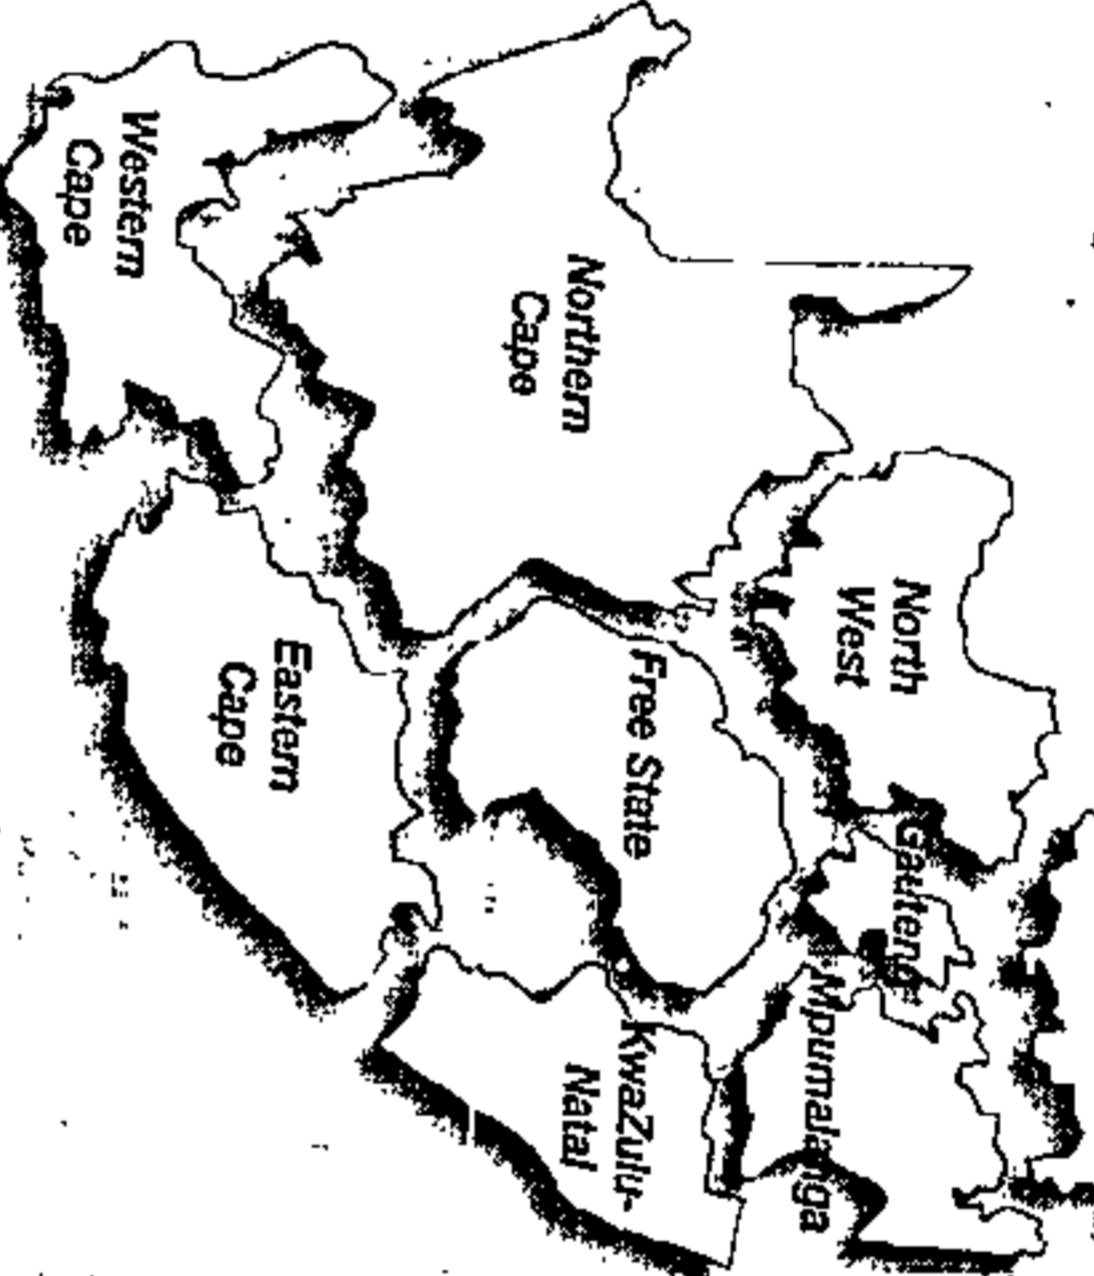 Western
Cape
Northern
Cape
North
West
Gauteng
Mpumalanga
Free State
KwaZulu-
Natal
Eastern
Cape